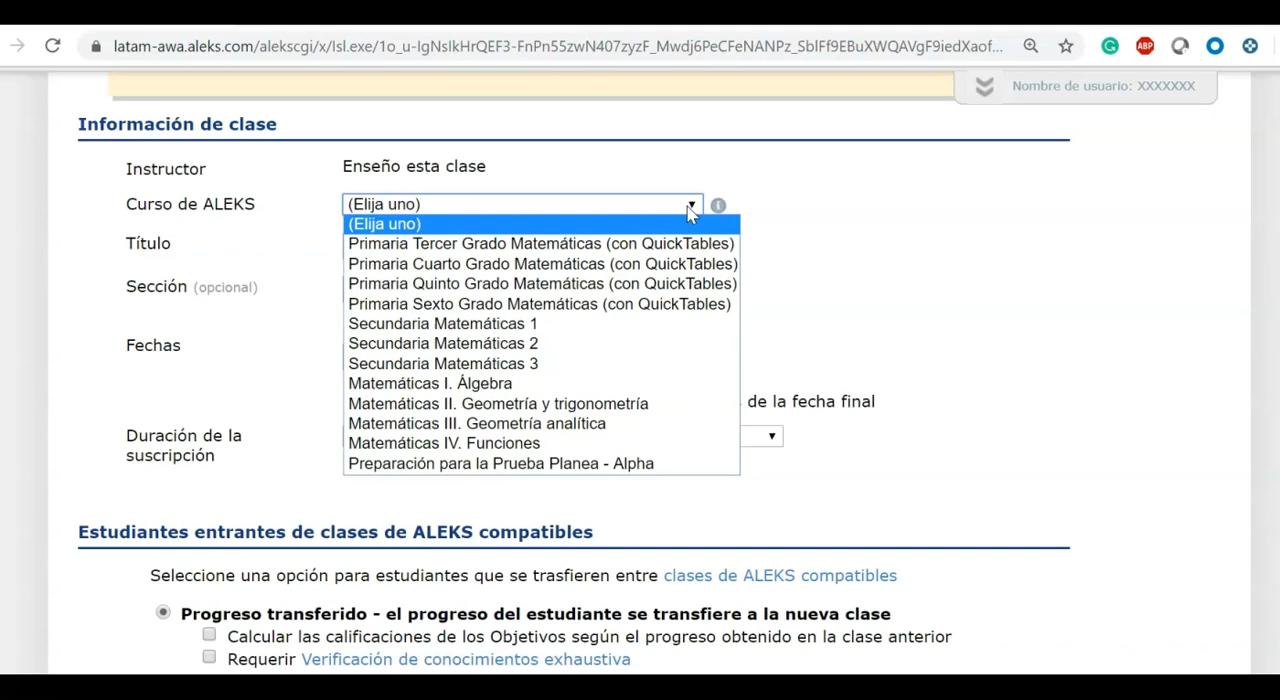 latam-awa.aleks.com/alekscgi/x/Isl.exe/1o_u-IgNsIkHrQEF3-FnPn55zwN407zyzF_Mwdj6PeCFeNANPz_SblFf9EBuXWQAVgF9iedXaof...
ABP
Nombre de usuario: XXXXXXX
Información de clase
Instructor Enseño esta clase
Curso de ALEKS (Elija uno)
(Elija uno)
Título Primaria Tercer Grado Matemáticas (con QuickTables)
Primaria Cuarto Grado Matemáticas (con QuickTables)
Sección (opcional) Primaria Quinto Grado Matemáticas (con QuickTables)
Primaria Sexto Grado Matemáticas (con QuickTables)
Secundaria Matemáticas 1
Fechas Secundaria Matemáticas 2
Secundaria Matemáticas 3
Matemáticas I. Álgebra
Matemáticas II. Geometría y trigonometría de la fecha final
Matemáticas III. Geometría analítica
Duración de la suscripción Matemáticas IV. Funciones
Preparación para la Prueba Planea - Alpha
Estudiantes entrantes de clases de ALEKS compatibles
Seleccione una opción para estudiantes que se trasfieren entre clases de ALEKS compatibles
Progreso transferido - el progreso del estudiante se transfiere a la nueva clase
Calcular las calificaciones de los Objetivos según el progreso obtenido en la clase anterior
Requerir Verificación de conocimientos exhaustiva